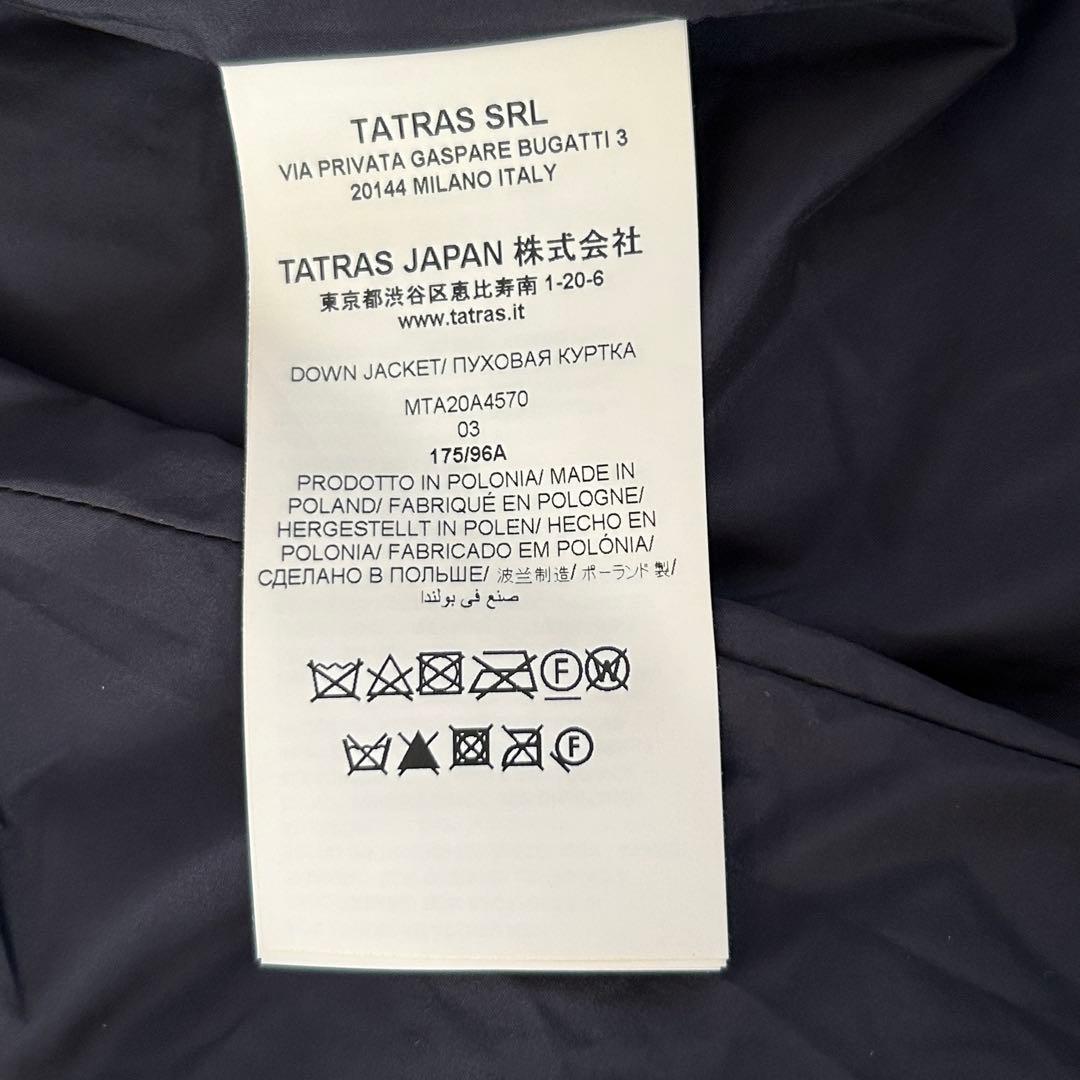 TATRAS SRL
VIA PRIVATA GASPARE BUGATTI 3
20144 MILANO ITALY
TATRAS JAPAN 株式会社
東京都渋谷区恵比寿南 1-20-6
www.tatras.it
DOWN JACKET/ ПУХОВАЯ КУРТКА
MTA20A4570
03
175/96A
PRODOTTO IN POLONIA/ MADE IN
POLAND/ FABRIQUÉ EN POLOGNE/
HERGESTELLT IN POLEN/ HECHO EN
POLONIA/ FABRICADO EM POLÓNIA/
СДЕЛАНО В ПОЛЬШЕ/ 波兰制造/ ポーランド製/
صنع في بولندا
F W
F